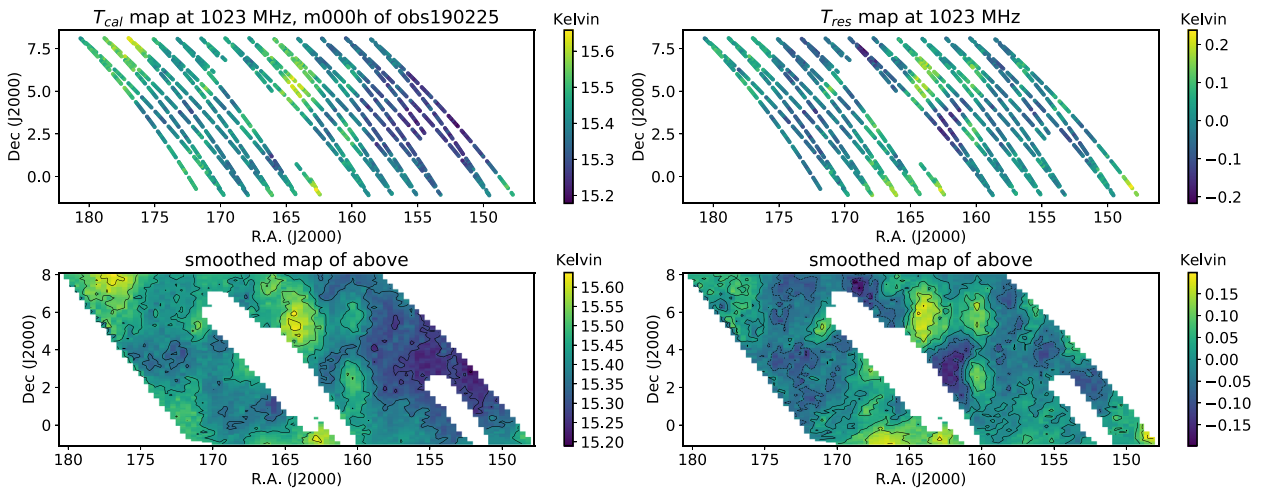 T_cal map at 1023 MHz, m000h of obs190225
Kelvin
7.5
5.0
2.5
0.0
Dec (J2000)
180 175 170 165 160 155 150
R.A. (J2000)
15.6
15.5
15.4
15.3
15.2
T_res map at 1023 MHz
Kelvin
7.5
5.0
2.5
0.0
Dec (J2000)
180 175 170 165 160 155 150
R.A. (J2000)
0.2
0.1
0.0
−0.1
−0.2
smoothed map of above
Kelvin
8
6
4
2
0
Dec (J2000)
180 175 170 165 160 155 150
R.A. (J2000)
15.60
15.55
15.50
15.45
15.40
15.35
15.30
15.25
15.20
smoothed map of above
Kelvin
8
6
4
2
0
Dec (J2000)
180 175 170 165 160 155 150
R.A. (J2000)
0.15
0.10
0.05
0.00
−0.05
−0.10
−0.15